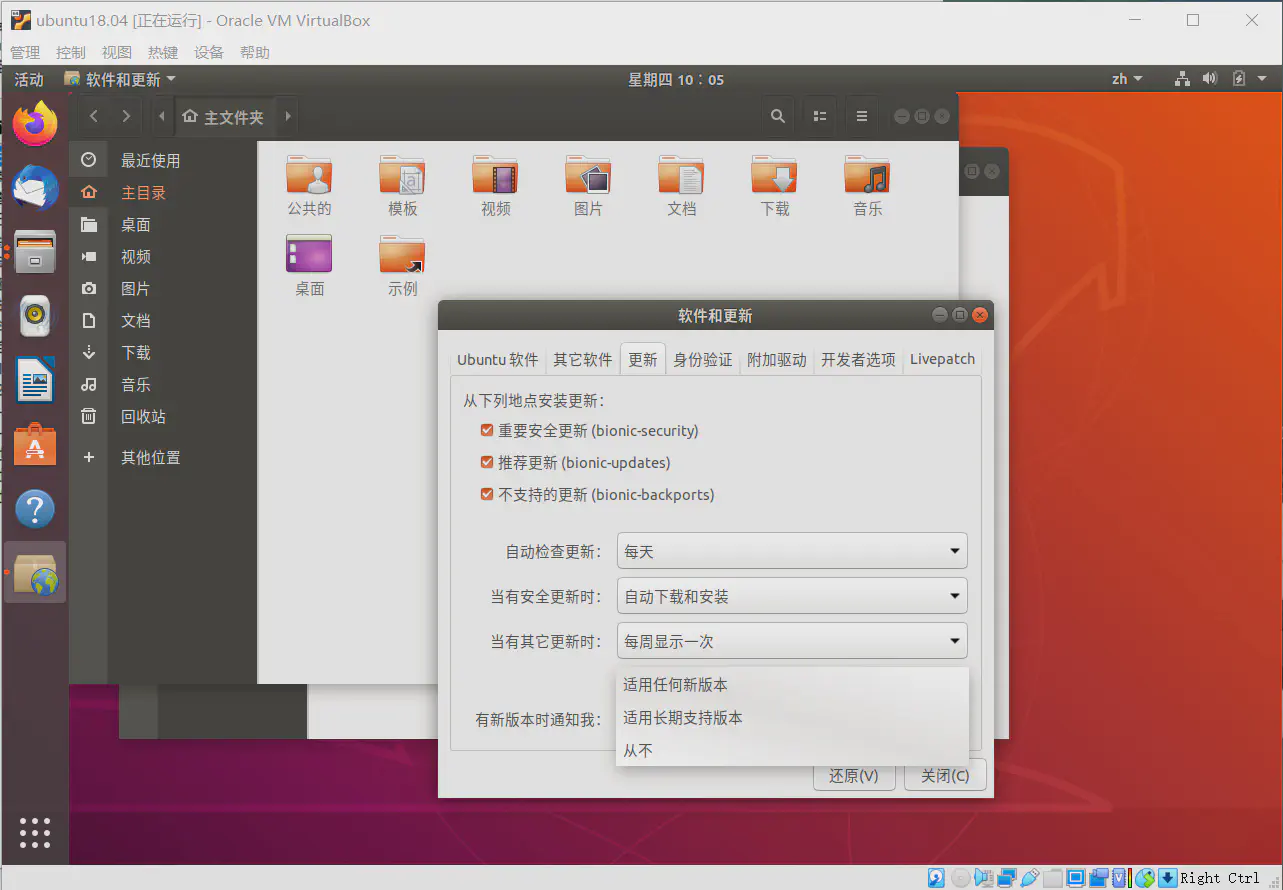 ubuntu18.04 [正在运行] - Oracle VM VirtualBox
管理 控制 视图 热键 设备 帮助
活动 软件和更新 星期四 10：05 zh
主文件夹
最近使用
主目录
桌面
视频
图片
文档
下载
音乐
回收站
其他位置
公共的 模板 视频 图片 文档 下载 音乐
桌面 示例
软件和更新
Ubuntu 软件 其它软件 更新 身份验证 附加驱动 开发者选项 Livepatch
从下列地点安装更新：
重要安全更新 (bionic-security)
推荐更新 (bionic-updates)
不支持的更新 (bionic-backports)
自动检查更新： 每天
当有安全更新时： 自动下载和安装
当有其它更新时： 每周显示一次
有新版本时通知我：
适用任何新版本
适用长期支持版本
从不
还原(V) 关闭(C)
Right Ctrl